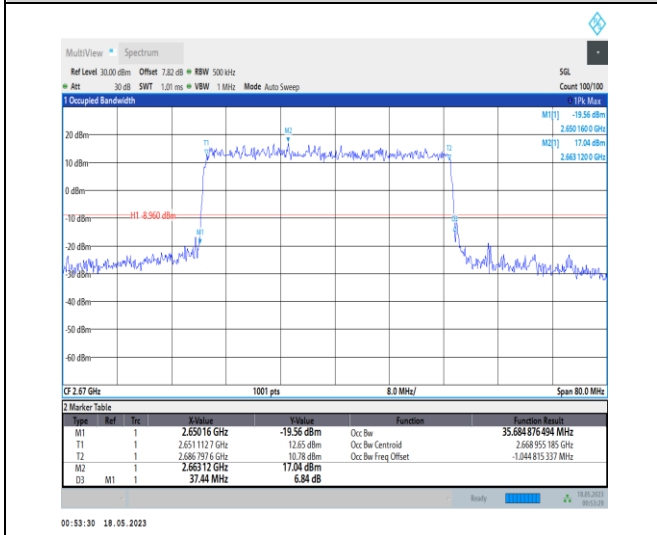 MultiView Spectrum
Ref Level 30.00 dBm Offset 7.82 dB RBW 500 kHz SGL
Att 30 dB SWT 1.01 ms VBW 1 MHz Mode Auto Sweep Count 100/100
1 Occupied Bandwidth 1Pk Max
M1[1] -19.56 dBm
2.650 160 0 GHz
M2[1] 17.04 dBm
2.663 120 0 GHz
20 dBm
T1
M2
T2
10 dBm
0 dBm
-10 dBm
H1 -8.960 dBm
D3
M1
-20 dBm
-30 dBm
-40 dBm
-50 dBm
-60 dBm
CF 2.67 GHz 1001 pts 8.0 MHz/ Span 80.0 MHz
2 Marker Table
Type Ref Trc X-Value Y-Value Function Function Result
M1 1 2.65016 GHz -19.56 dBm Occ Bw 35.684 876 494 MHz
T1 1 2.651 112 7 GHz 12.65 dBm Occ Bw Centroid 2.668 955 185 GHz
T2 1 2.686 797 6 GHz 10.78 dBm Occ Bw Freq Offset -1.044 815 337 MHz
M2 1 2.66312 GHz 17.04 dBm
D3 M1 1 37.44 MHz 6.84 dB
Ready 18.05.2023
00:53:29
00:53:30 18.05.2023